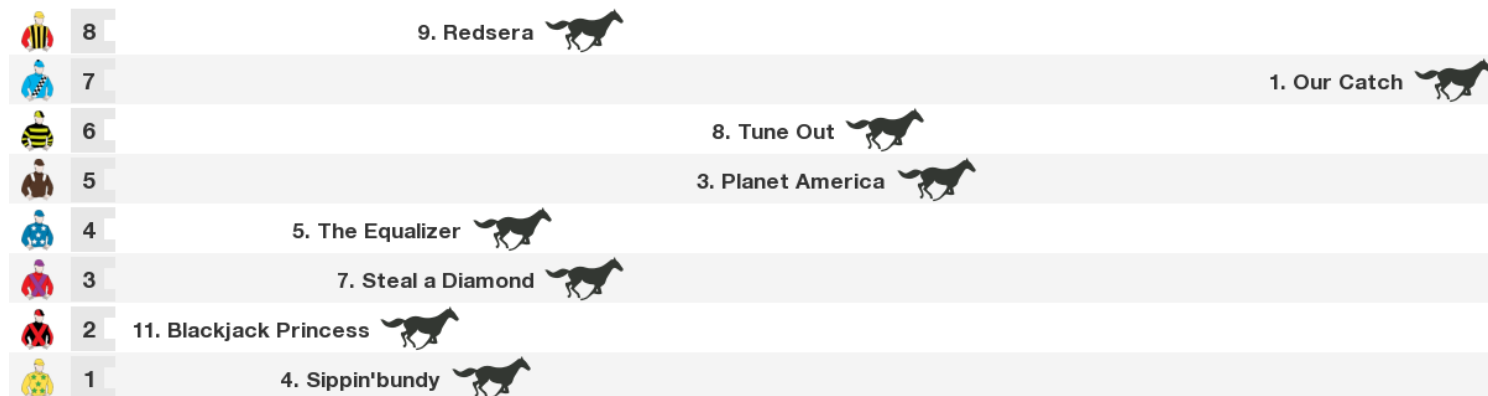 8 9. Redsera
7 1. Our Catch
6 8. Tune Out
5 3. Planet America
4 5. The Equalizer
3 7. Steal a Diamond
2 11. Blackjack Princess
1 4. Sippin'bundy